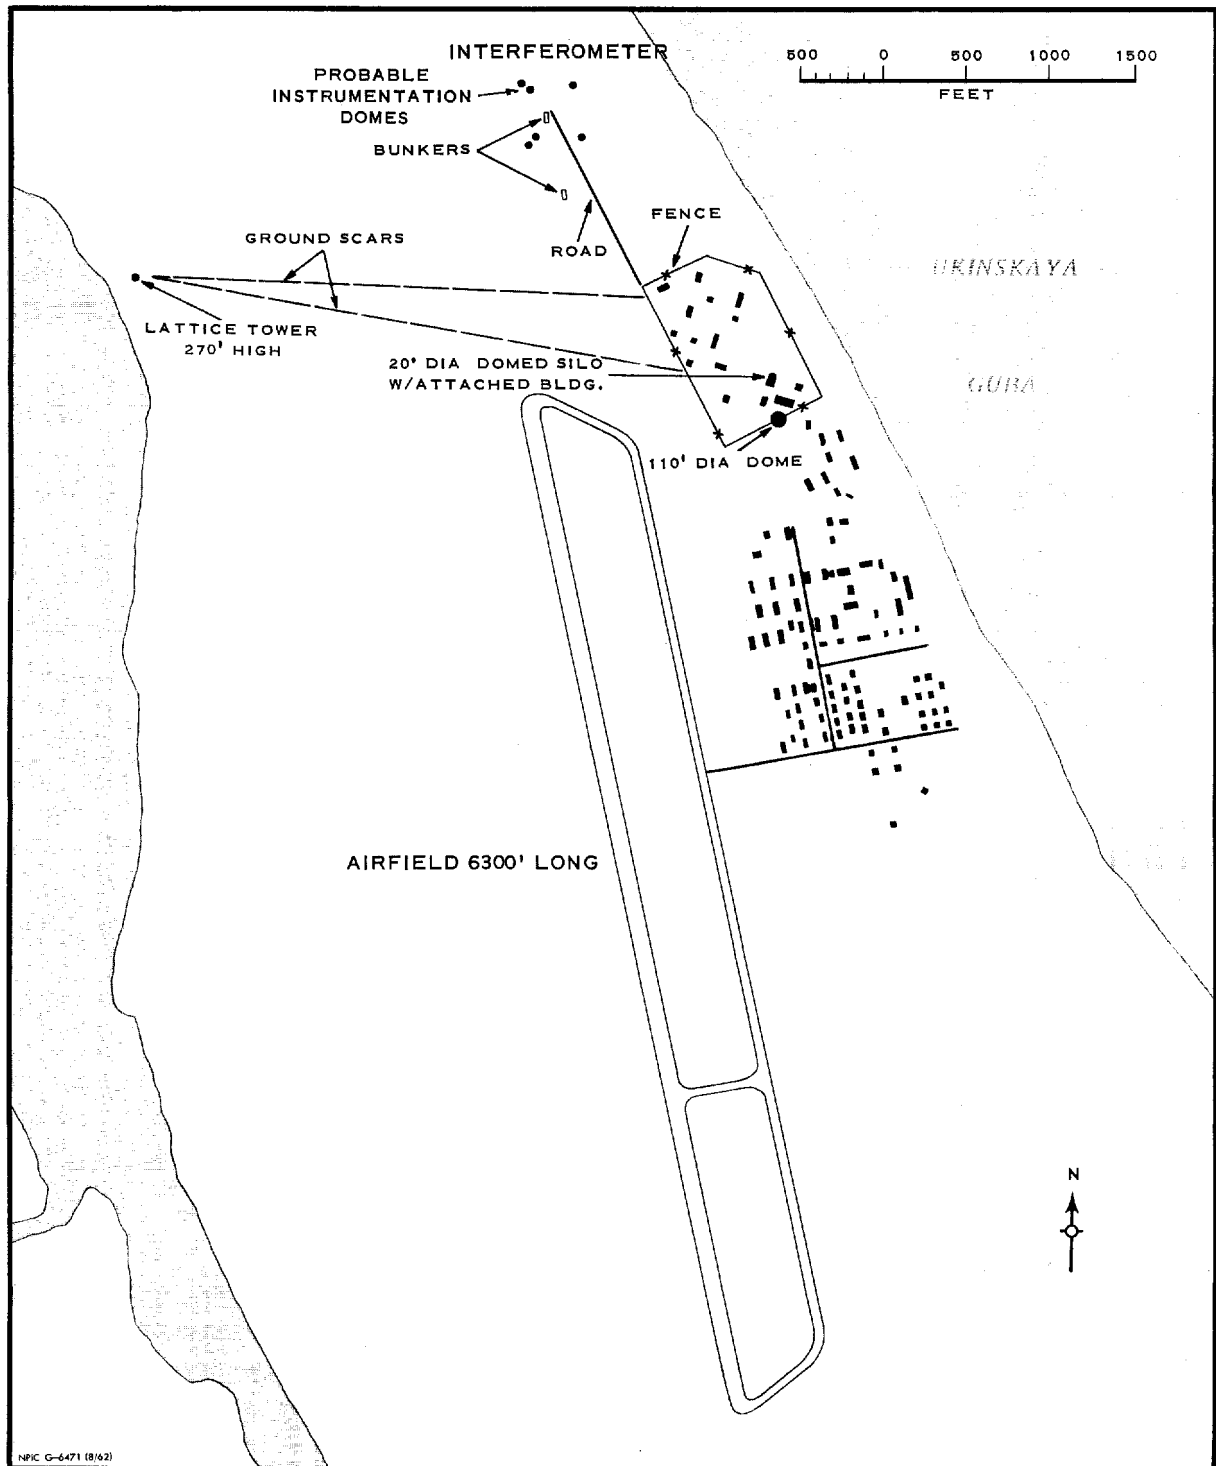 INTERFEROMETER
500 0 500 1000 1500
FEET
PROBABLE
INSTRUMENTATION
DOMES
BUNKERS
FENCE
ROAD
GROUND SCARS
UKINSKAYA
GUBA
LATTICE TOWER
270' HIGH
20' DIA DOMED SILO
W/ATTACHED BLDG.
110' DIA DOME
AIRFIELD 6300' LONG
N
NPIC G-6471 (8/62)